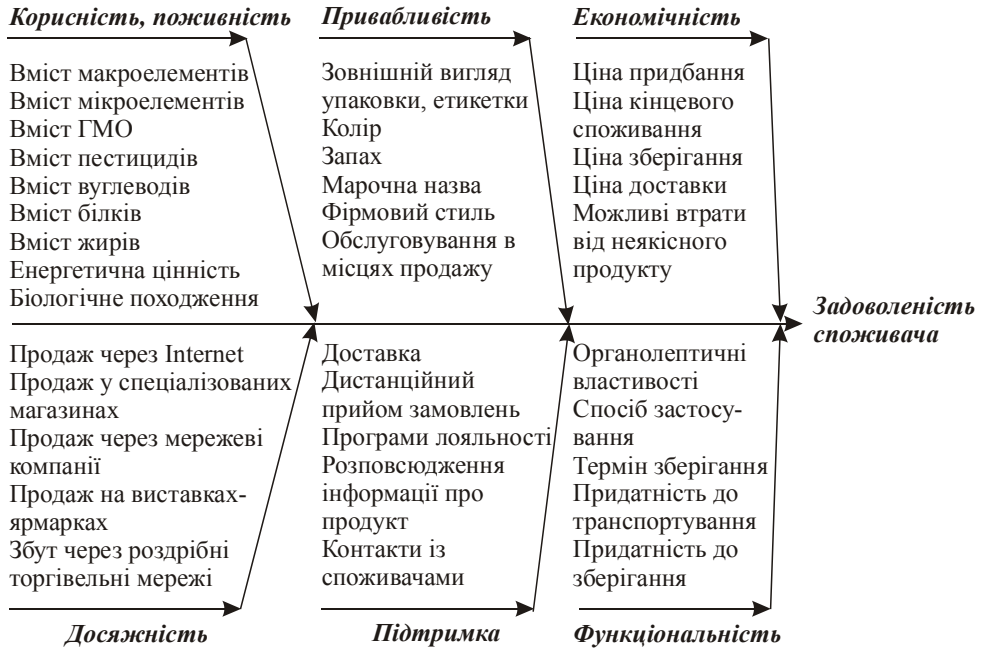 Корисність, поживність
Вміст макроелементів
Вміст мікроелементів
Вміст ГМО
Вміст пестицидів
Вміст вуглеводів
Вміст білків
Вміст жирів
Енергетична цінність
Біологічне походження
Привабливість
Зовнішній вигляд
упаковки, етикетки
Колір
Запах
Марочна назва
Фірмовий стиль
Обслуговування в
місцях продажу
Економічність
Ціна придбання
Ціна кінцевого
споживання
Ціна зберігання
Ціна доставки
Можливі втрати
від неякісного
продукту
Задоволеність
споживача
Продаж через Internet
Продаж у спеціалізованих
магазинах
Продаж через мережеві
компанії
Продаж на виставках-
ярмарках
Збут через роздрібні
торгівельні мережі
Досяжність
Доставка
Дистанційний
прийом замовлень
Програми лояльності
Розповсюдження
інформації про
продукт
Контакти із
споживачами
Підтримка
Органолептичні
властивості
Спосіб застосу-
вання
Термін зберігання
Придатність до
транспортування
Придатність до
зберігання
Функціональність